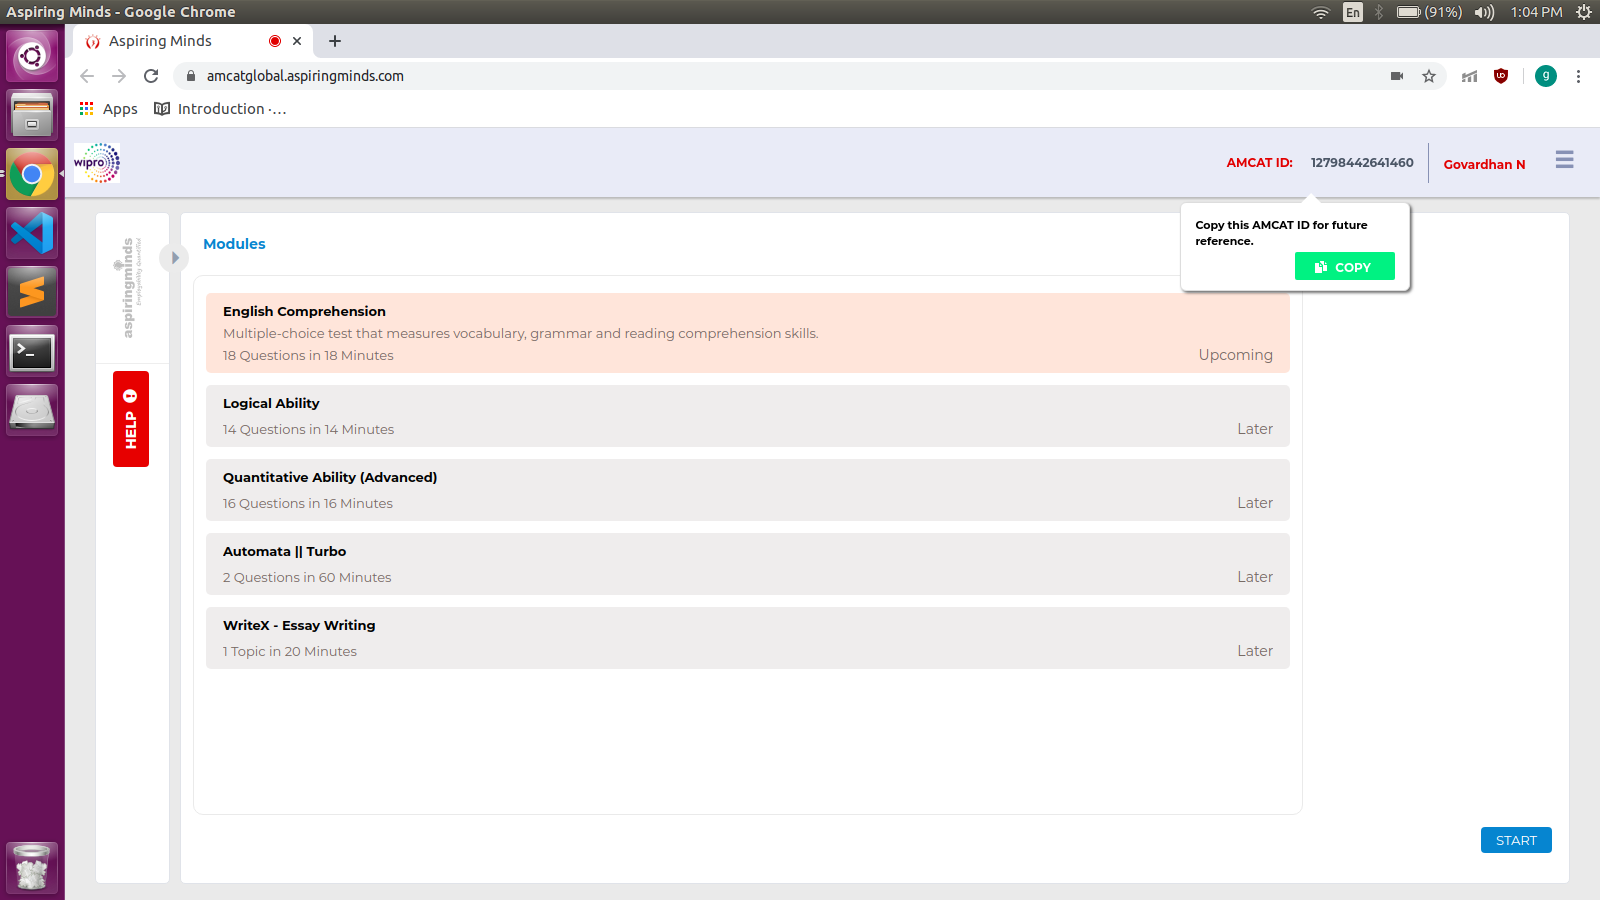 Aspiring Minds - Google Chrome
En
(91%)
1:04 PM
Aspiring Minds
amcatglobal.aspiringminds.com
g
Apps
Introduction ·...
wipro
AMCAT ID:
12798442641460
Govardhan N
Copy this AMCAT ID for future
reference.
COPY
aspiringminds
Employability Quantified
HELP
Modules
English Comprehension
Multiple-choice test that measures vocabulary, grammar and reading comprehension skills.
18 Questions in 18 Minutes
Upcoming
Logical Ability
14 Questions in 14 Minutes
Later
Quantitative Ability (Advanced)
16 Questions in 16 Minutes
Later
Automata || Turbo
2 Questions in 60 Minutes
Later
WriteX - Essay Writing
1 Topic in 20 Minutes
Later
START